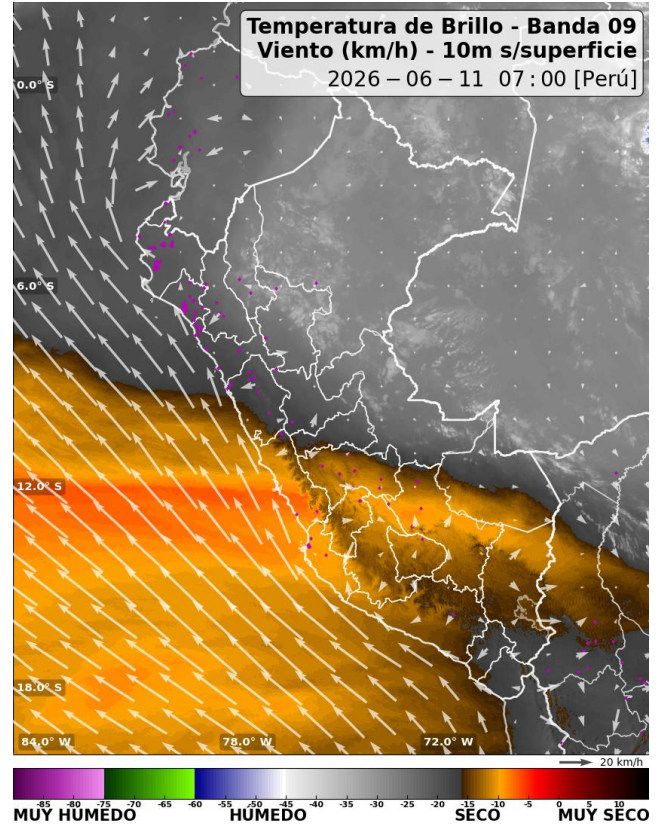 Temperatura de Brillo - Banda 09
Viento (km/h) - 10m s/superficie
2026-06-11 07:00 [Perú]
0.0° S
6.0° S
12.0° S
18.0° S
84.0° W 78.0° W 72.0° W
20 km/h
-85 -80 -75 -70 -65 -60 -55 -50 -45 -40 -35 -30 -25 -20 -15 -10 -5 0 5 10
MUY HÚMEDO HÚMEDO SECO MUY SECO